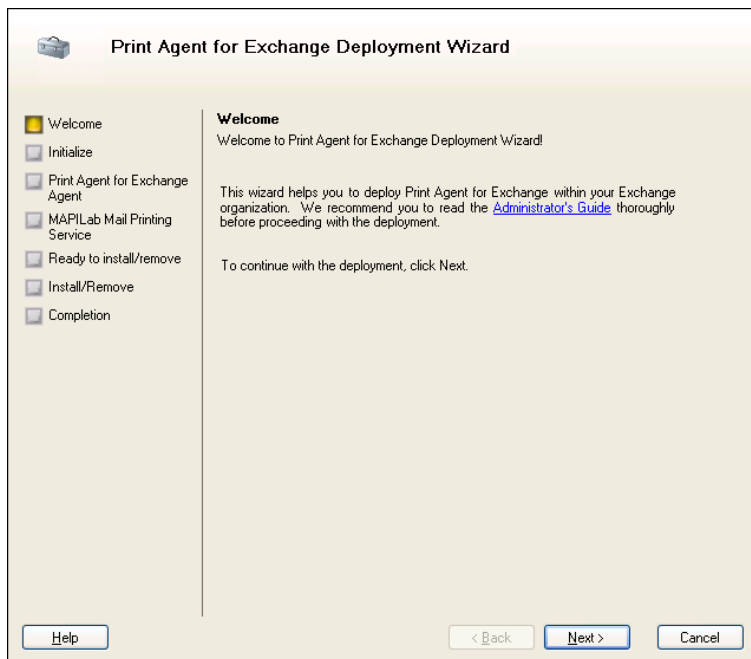 Print Agent for Exchange Deployment Wizard
Welcome
Initialize
Print Agent for Exchange
Agent
MAPILab Mail Printing
Service
Ready to install/remove
Install/Remove
Completion
Welcome
Welcome to Print Agent for Exchange Deployment Wizard!
This wizard helps you to deploy Print Agent for Exchange within your Exchange
organization. We recommend you to read the Administrator's Guide thoroughly
before proceeding with the deployment.
To continue with the deployment, click Next.
Help
< Back
Next >
Cancel